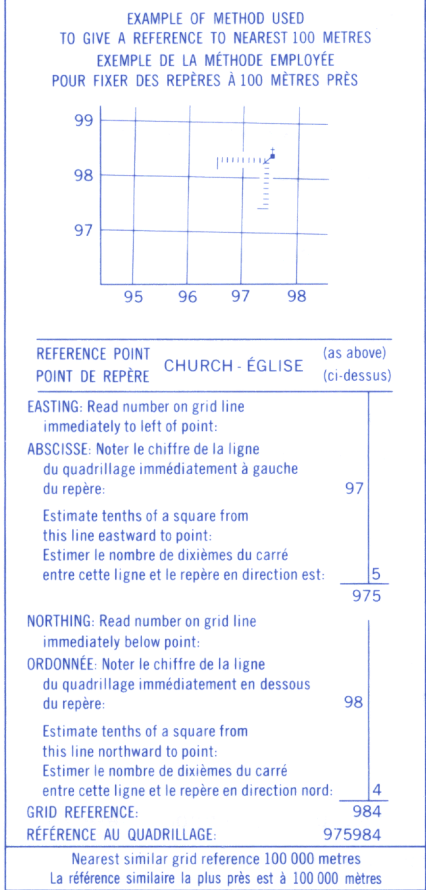 EXAMPLE OF METHOD USED
TO GIVE A REFERENCE TO NEAREST 100 METRES
EXEMPLE DE LA MÉTHODE EMPLOYÉE
POUR FIXER DES REPÈRES À 100 MÈTRES PRÈS
99
98
97
95 96 97 98
REFERENCE POINT
POINT DE REPÈRE
CHURCH - ÉGLISE
(as above)
(ci-dessus)
EASTING: Read number on grid line
immediately to left of point:
ABSCISSE: Noter le chiffre de la ligne
du quadrillage immédiatement à gauche
du repère: 97
Estimate tenths of a square from
this line eastward to point:
Estimer le nombre de dixièmes du carré
entre cette ligne et le repère en direction est: 5
975
NORTHING: Read number on grid line
immediately below point:
ORDONNÉE: Noter le chiffre de la ligne
du quadrillage immédiatement en dessous
du repère: 98
Estimate tenths of a square from
this line northward to point:
Estimer le nombre de dixièmes du carré
entre cette ligne et le repère en direction nord: 4
GRID REFERENCE: 984
RÉFÉRENCE AU QUADRILLAGE: 975984
Nearest similar grid reference 100 000 metres
La référence similaire la plus près est à 100 000 mètres